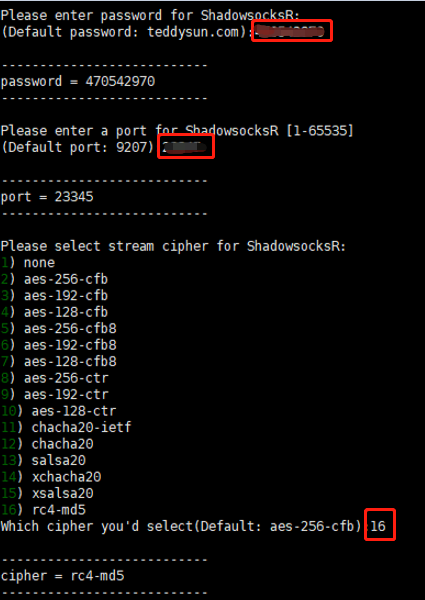 Please enter password for ShadowsocksR:
(Default password: teddysun.com):
---------------------------
password = 470542970
---------------------------
Please enter a port for ShadowsocksR [1-65535]
(Default port: 9207)
---------------------------
port = 23345
---------------------------
Please select stream cipher for ShadowsocksR:
1) none
2) aes-256-cfb
3) aes-192-cfb
4) aes-128-cfb
5) aes-256-cfb8
6) aes-192-cfb8
7) aes-128-cfb8
8) aes-256-ctr
9) aes-192-ctr
10) aes-128-ctr
11) chacha20-ietf
12) chacha20
13) salsa20
14) xchacha20
15) xsalsa20
16) rc4-md5
Which cipher you'd select(Default: aes-256-cfb) 16
---------------------------
cipher = rc4-md5
---------------------------